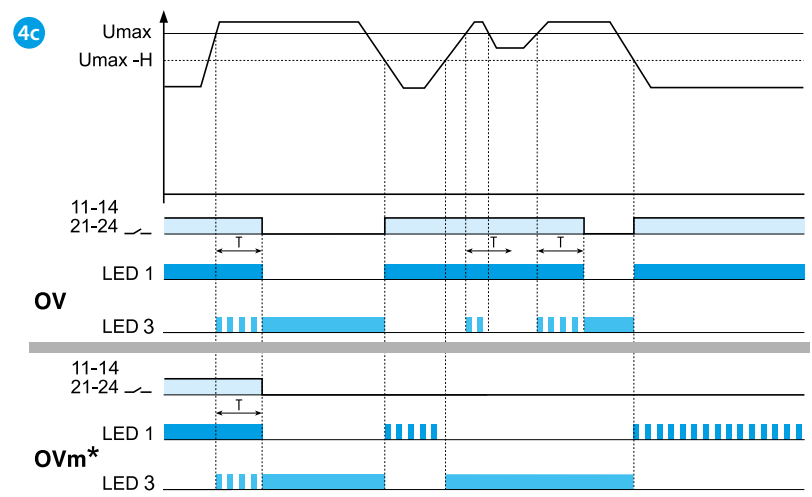 4c
Umax
Umax -H
11-14
21-24
T T T
LED 1
OV
LED 3
11-14
21-24
T
LED 1
OVm*
LED 3